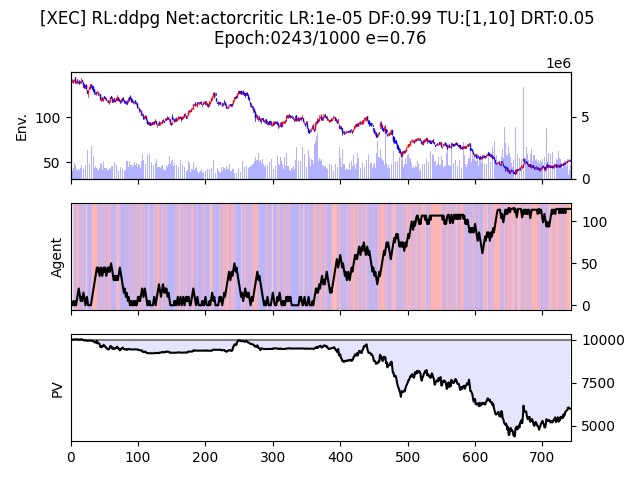 [XEC] RL:ddpg Net:actorcritic LR:1e-05 DF:0.99 TU:[1,10] DRT:0.05
Epoch:0243/1000 e=0.76
1e6
Env.
100
50
5
0
Agent
100
50
0
PV
10000
7500
5000
0 100 200 300 400 500 600 700